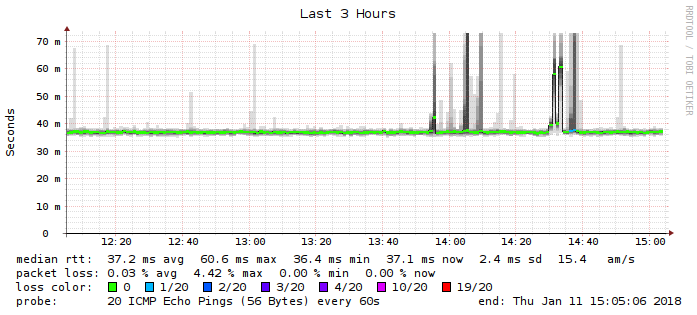 Last 3 Hours
RRDTOOL / TOBI OETIKER
Seconds
70 m
60 m
50 m
40 m
30 m
20 m
10 m
0
12:20 12:40 13:00 13:20 13:40 14:00 14:20 14:40 15:00
median rtt: 37.2 ms avg 60.6 ms max 36.4 ms min 37.1 ms now 2.4 ms sd 15.4 am/s
packet loss: 0.03 % avg 4.42 % max 0.00 % min 0.00 % now
loss color: 0 1/20 2/20 3/20 4/20 10/20 19/20
probe: 20 ICMP Echo Pings (56 Bytes) every 60s end: Thu Jan 11 15:05:06 2018